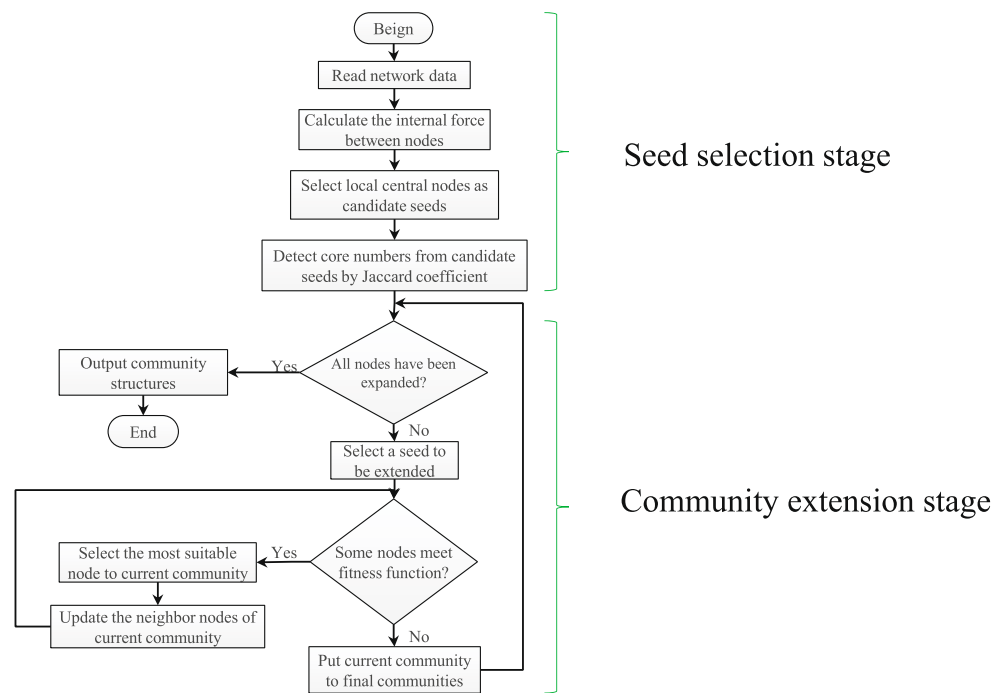 Beign
Read network data
Calculate the internal force
between nodes
Seed selection stage
Select local central nodes as
candidate seeds
Detect core numbers from candidate
seeds by Jaccard coefficient
All nodes have been
expanded?
Yes
Output community
structures
End
No
Select a seed to
be extended
Community extension stage
Some nodes meet
fitness function?
Yes
Select the most suitable
node to current community
Update the neighbor nodes of
current community
No
Put current community
to final communities